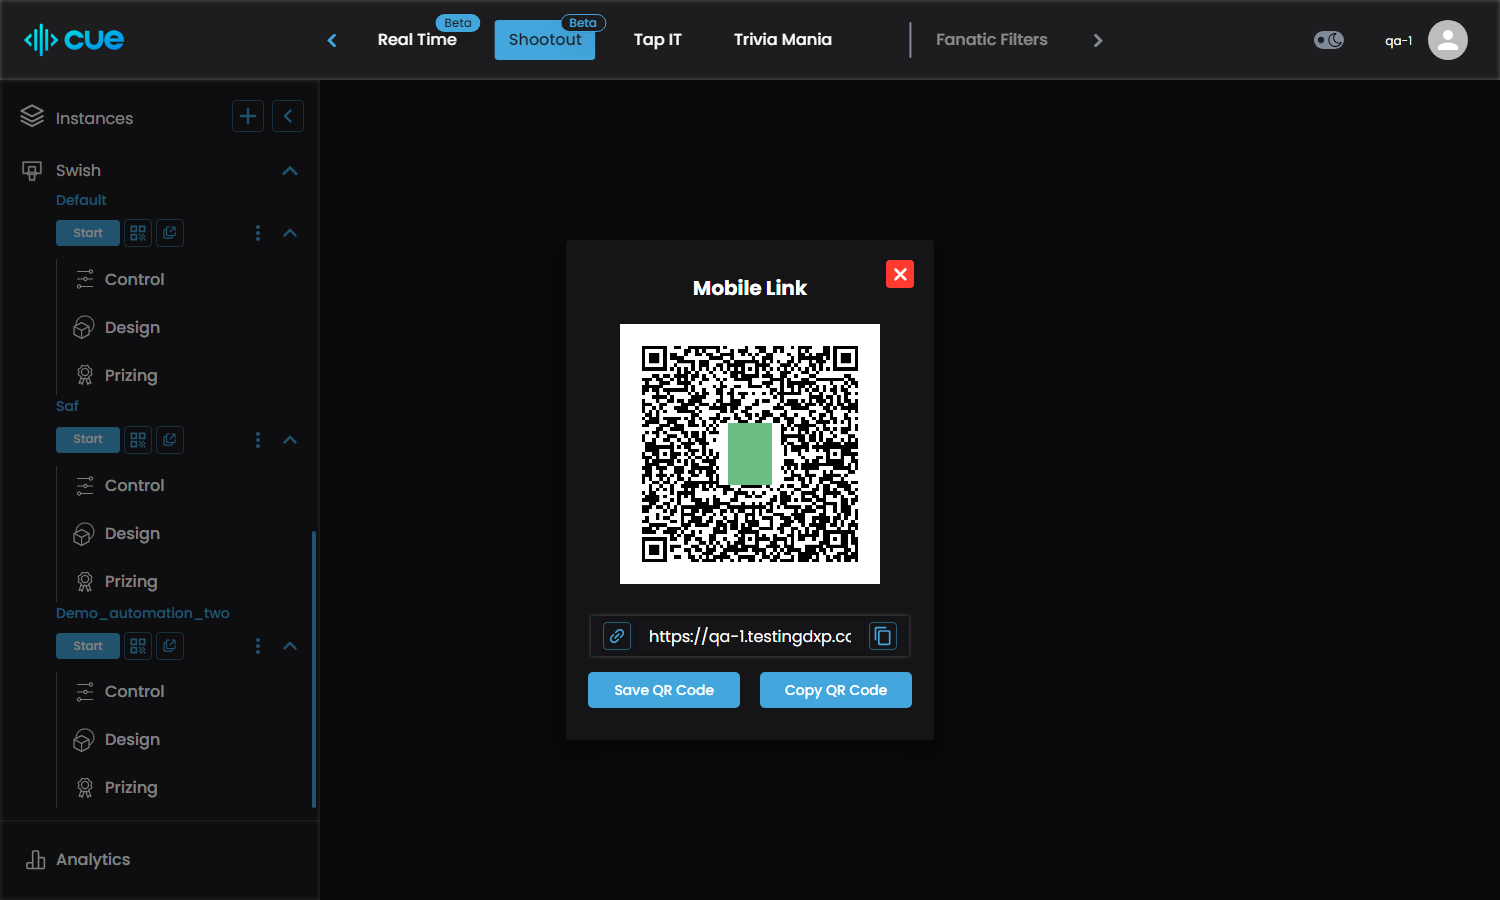 cue
Real Time
Beta
Shootout
Beta
Tap IT
Trivia Mania
Fanatic Filters
qa-1
Instances
Swish
Default
Start
Control
Design
Prizing
Saf
Start
Control
Design
Prizing
Demo_automation_two
Start
Control
Design
Prizing
Analytics
Mobile Link
https://qa-1.testingdxp.cc
Save QR Code
Copy QR Code